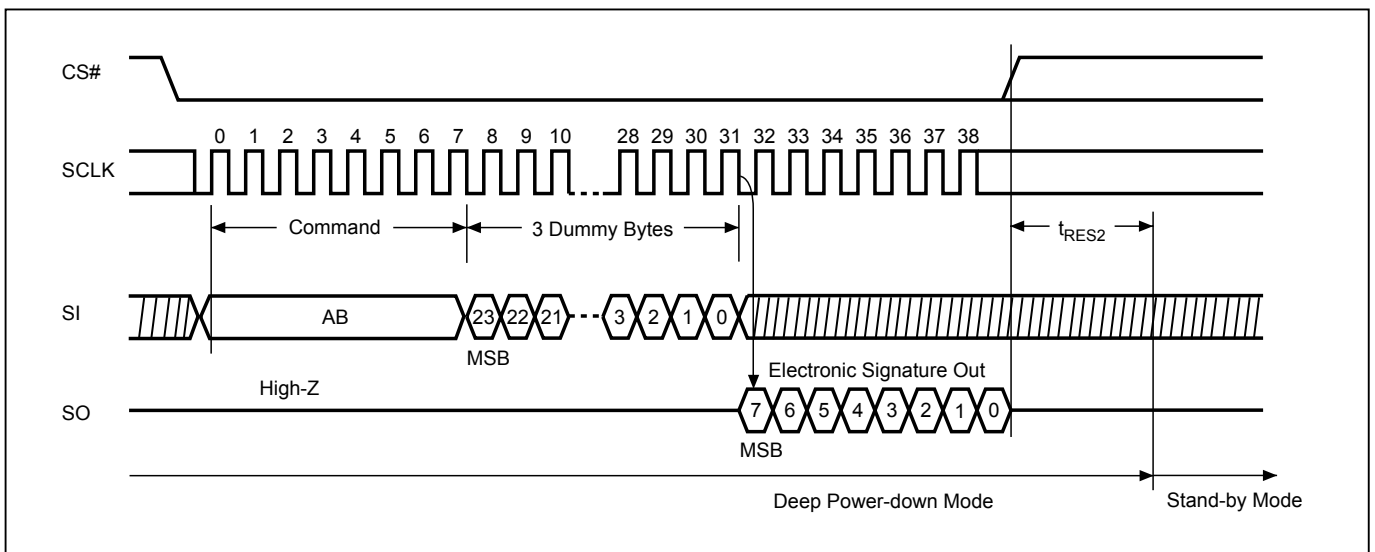 CS#
0 1 2 3 4 5 6 7 8 9 10 28 29 30 31 32 33 34 35 36 37 38
SCLK
Command 3 Dummy Bytes tRES2
SI AB 23 22 21 3 2 1 0
MSB
Electronic Signature Out
High-Z
SO 7 6 5 4 3 2 1 0
MSB
Deep Power-down Mode Stand-by Mode